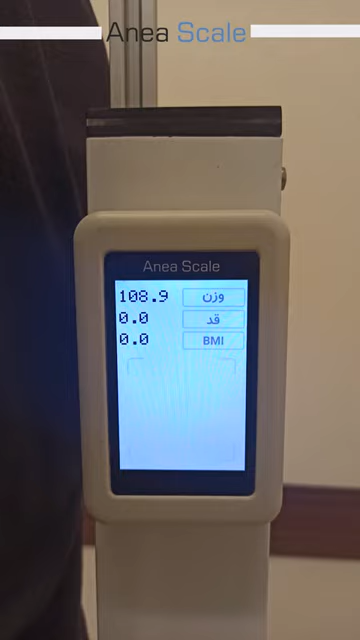 Anea Scale
Anea Scale
108.9 وزن
0.0 قد
0.0 BMI